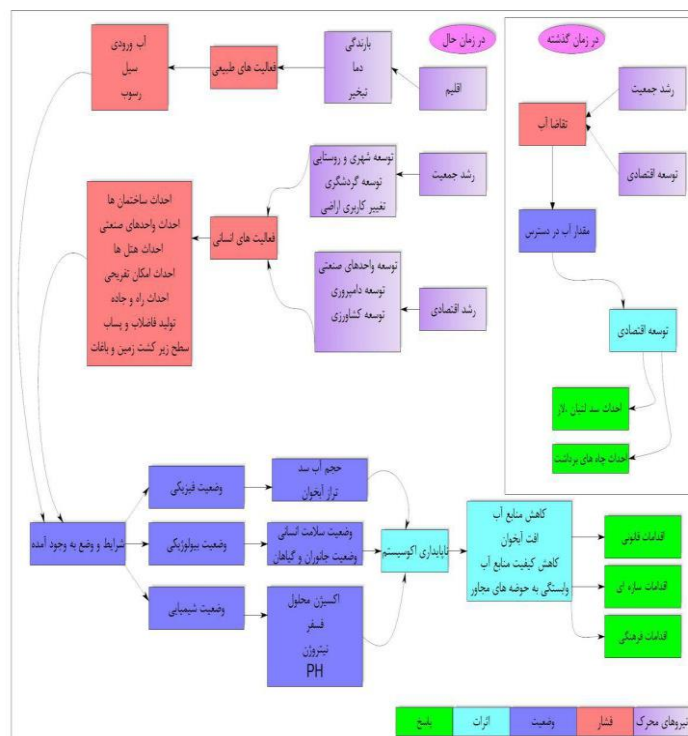 در زمان گذشته
رشد جمعیت
تقاضا آب
توسعه اقتصادی
مقدار آب در دسترس
توسعه اقتصادی
احداث سد لتیان ،لار
احداث چاه های برداشت
در زمان حال
اقلیم
بارندگی
دما
تبخیر
فعالیت های طبیعی
آب ورودی
سیل
رسوب
رشد جمعیت
توسعه شهری و روستایی
توسعه گردشگری
تغییر کاربری اراضی
رشد اقتصادی
توسعه واحدهای صنعتی
توسعه دامپروری
توسعه کشاورزی
فعالیت های انسانی
احداث ساختمان ها
احداث واحدهای صنعتی
احداث هتل ها
احداث امکان تفریحی
احداث راه و جاده
تولید فاضلاب و پساب
سطح زیر کشت زمین و باغات
شرایط و وضع به وجود آمده
وضعیت فیزیکی
حجم آب سد
تراز آبخوان
وضعیت بیولوژیکی
وضعیت سلامت انسانی
وضعیت جانوران و گیاهان
وضعیت شیمیایی
اکسیژن محلول
فسفر
نیتروژن
PH
ناپایداری اکوسیستم
کاهش منابع آب
افت آبخوان
کاهش کیفیت منابع آب
وابستگی به حوضه های مجاور
اقدامات قانونی
اقدامات سازه ای
اقدامات فرهنگی
نیروهای محرک
فشار
وضعیت
اثرات
پاسخ